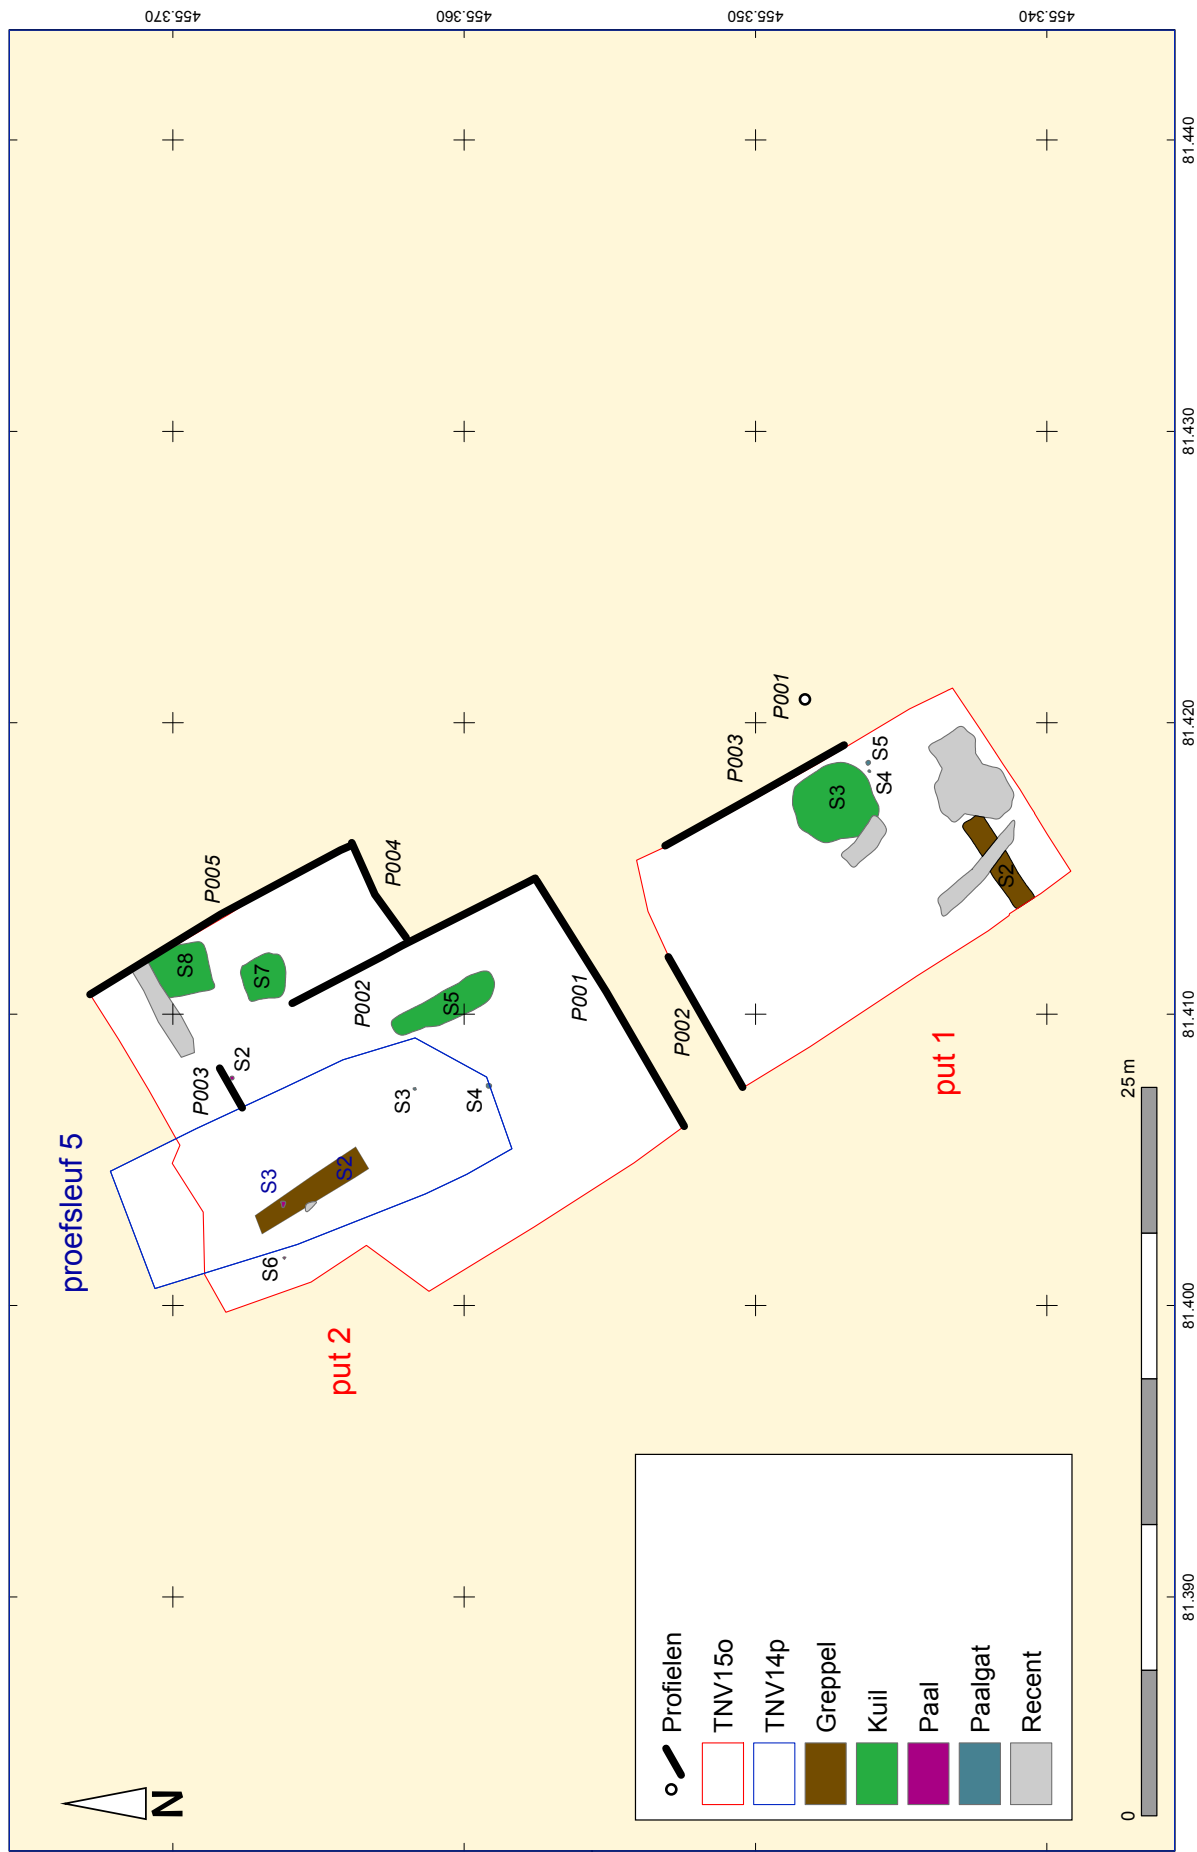 proefsleuf 5
put 2
put 1
P005
P004
P003
P002
P001
S8
S7
S2
S5
S3
S4
S3
S2
S6
P003
P002
P001
S3
S4
S5
S2
Profielen
TNV15o
TNV14p
Greppel
Kuil
Paal
Paalgat
Recent
N
0
25 m
81.390
81.400
81.410
81.420
81.430
81.440
455.370
455.360
455.350
455.340